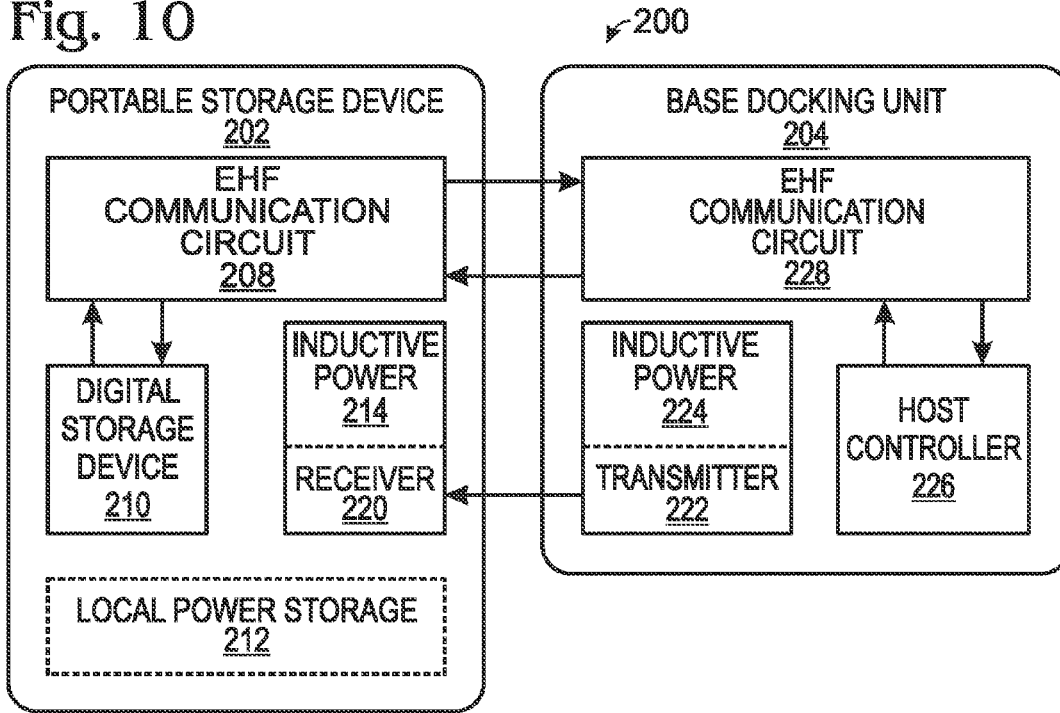 Fig. 10
200
PORTABLE STORAGE DEVICE
202
EHF
COMMUNICATION
CIRCUIT
208
DIGITAL
STORAGE
DEVICE
210
INDUCTIVE
POWER
214
RECEIVER
220
LOCAL POWER STORAGE
212
BASE DOCKING UNIT
204
EHF
COMMUNICATION
CIRCUIT
228
INDUCTIVE
POWER
224
TRANSMITTER
222
HOST
CONTROLLER
226